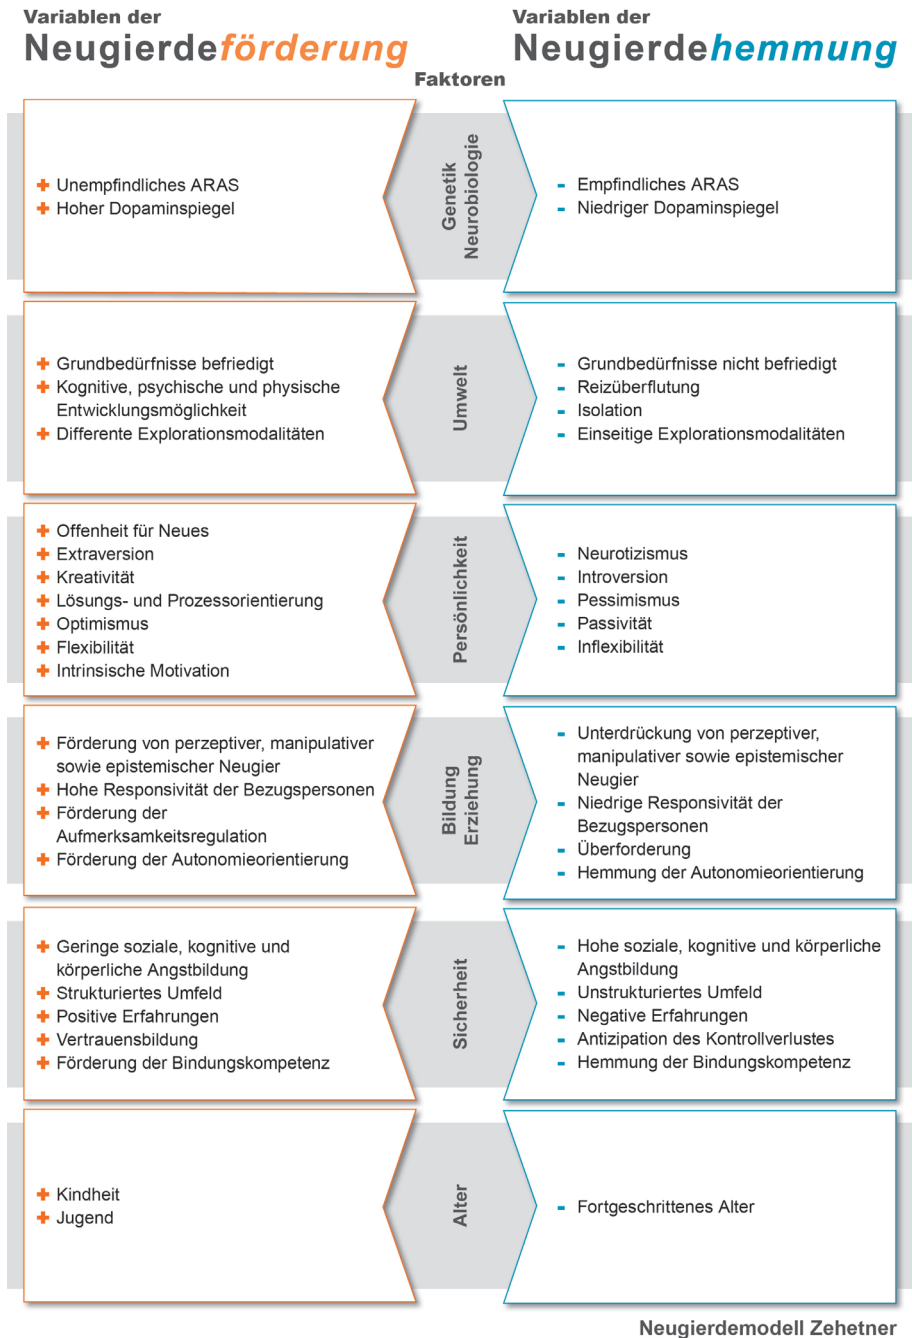 Variablen der
Neugierdeförderung
Variablen der
Neugierdehemmung
Faktoren
+ Unempfindliches ARAS
+ Hoher Dopaminspiegel
Genetik
Neurobiologie
- Empfindliches ARAS
- Niedriger Dopaminspiegel
+ Grundbedürfnisse befriedigt
+ Kognitive, psychische und physische
Entwicklungsmöglichkeit
+ Differente Explorationsmodalitäten
Umwelt
- Grundbedürfnisse nicht befriedigt
- Reizüberflutung
- Isolation
- Einseitige Explorationsmodalitäten
+ Offenheit für Neues
+ Extraversion
+ Kreativität
+ Lösungs- und Prozessorientierung
+ Optimismus
+ Flexibilität
+ Intrinsische Motivation
Persönlichkeit
- Neurotizismus
- Introversion
- Pessimismus
- Passivität
- Inflexibilität
+ Förderung von perzeptiver, manipulativer
sowie epistemischer Neugier
+ Hohe Responsivität der Bezugspersonen
+ Förderung der
Aufmerksamkeitsregulation
+ Förderung der Autonomieorientierung
Bildung
Erziehung
- Unterdrückung von perzeptiver,
manipulativer sowie epistemischer
Neugier
- Niedrige Responsivität der
Bezugspersonen
- Überforderung
- Hemmung der Autonomieorientierung
+ Geringe soziale, kognitive und
körperliche Angstbildung
+ Strukturiertes Umfeld
+ Positive Erfahrungen
+ Vertrauensbildung
+ Förderung der Bindungskompetenz
Sicherheit
- Hohe soziale, kognitive und körperliche
Angstbildung
- Unstrukturiertes Umfeld
- Negative Erfahrungen
- Antizipation des Kontrollverlustes
- Hemmung der Bindungskompetenz
+ Kindheit
+ Jugend
Alter
- Fortgeschrittenes Alter
Neugierdemodell Zehetner